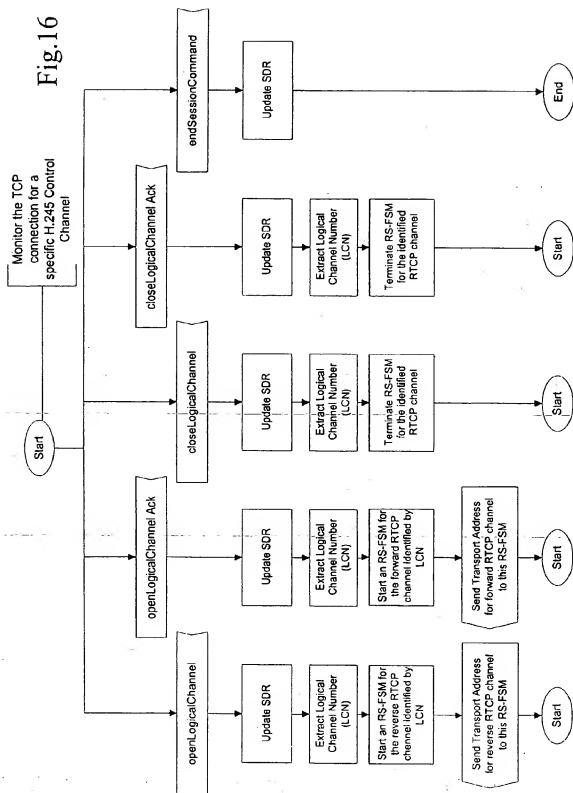 Fig.16
Monitor the TCP
connection for a
specific H.245 Control
Channel
Start
openLogicalChannel
Update SDR
Extract Logical
Channel Number
(LCN)
Start an RS-FSM for
the reverse RTCP
channel identified by
LCN
Send Transport Address
for reverse RTCP channel
to this RS-FSM
Start
openLogicalChannel Ack
Update SDR
Extract Logical
Channel Number
(LCN)
Start an RS-FSM for
the forward RTCP
channel identified by
LCN
Send Transport Address
for forward RTCP channel
to this RS-FSM
Start
closeLogicalChannel
Update SDR
Extract Logical
Channel Number
(LCN)
Terminate RS-FSM
for the identified
RTCP channel
Start
closeLogicalChannel Ack
Update SDR
Extract Logical
Channel Number
(LCN)
Terminate RS-FSM
for the identified
RTCP channel
Start
endSessionCommand
Update SDR
End